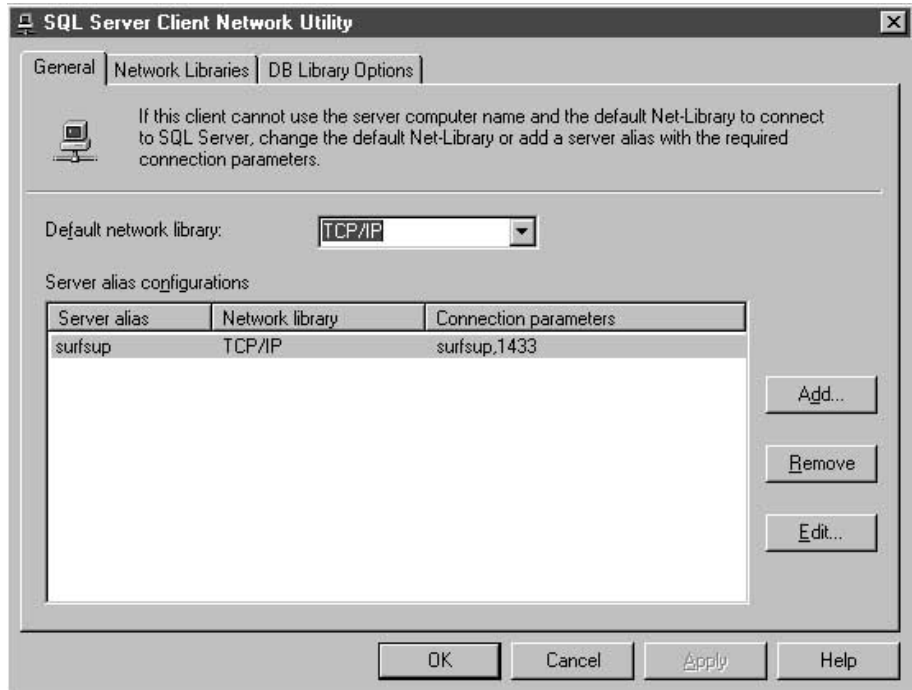 SQL Server Client Network Utility
General Network Libraries DB Library Options
If this client cannot use the server computer name and the default Net-Library to connect
to SQL Server, change the default Net-Library or add a server alias with the required
connection parameters.
Default network library: TCP/IP
Server alias configurations
Server alias Network library Connection parameters
surfsup TCP/IP surfsup,1433
Add...
Remove
Edit...
OK Cancel Apply Help